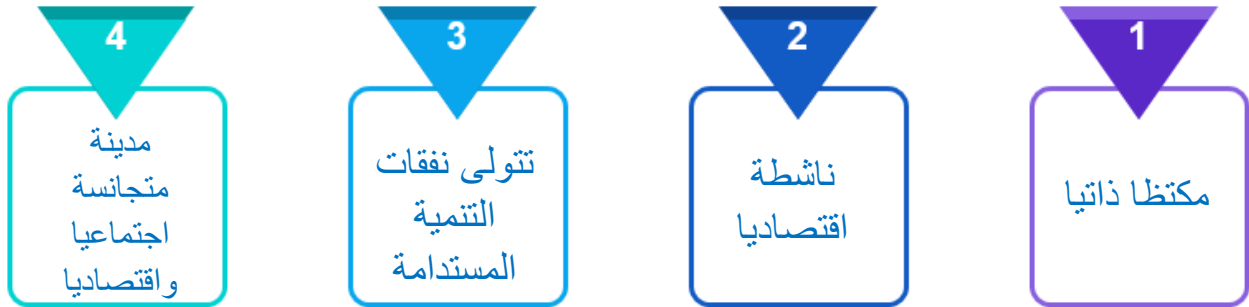 1
مكتظا ذاتيا
2
ناشطة
اقتصاديا
3
تتولى نفقات
التنمية
المستدامة
4
مدينة
متجانسة
اجتماعيا
واقتصاديا